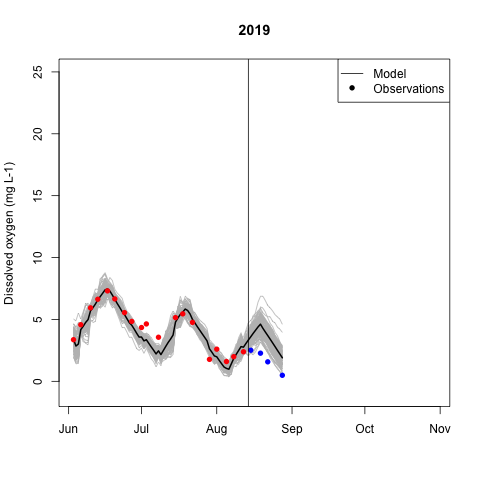 2019
Model
Observations
Dissolved oxygen (mg L-1)
25
20
15
10
5
0
Jun Jul Aug Sep Oct Nov